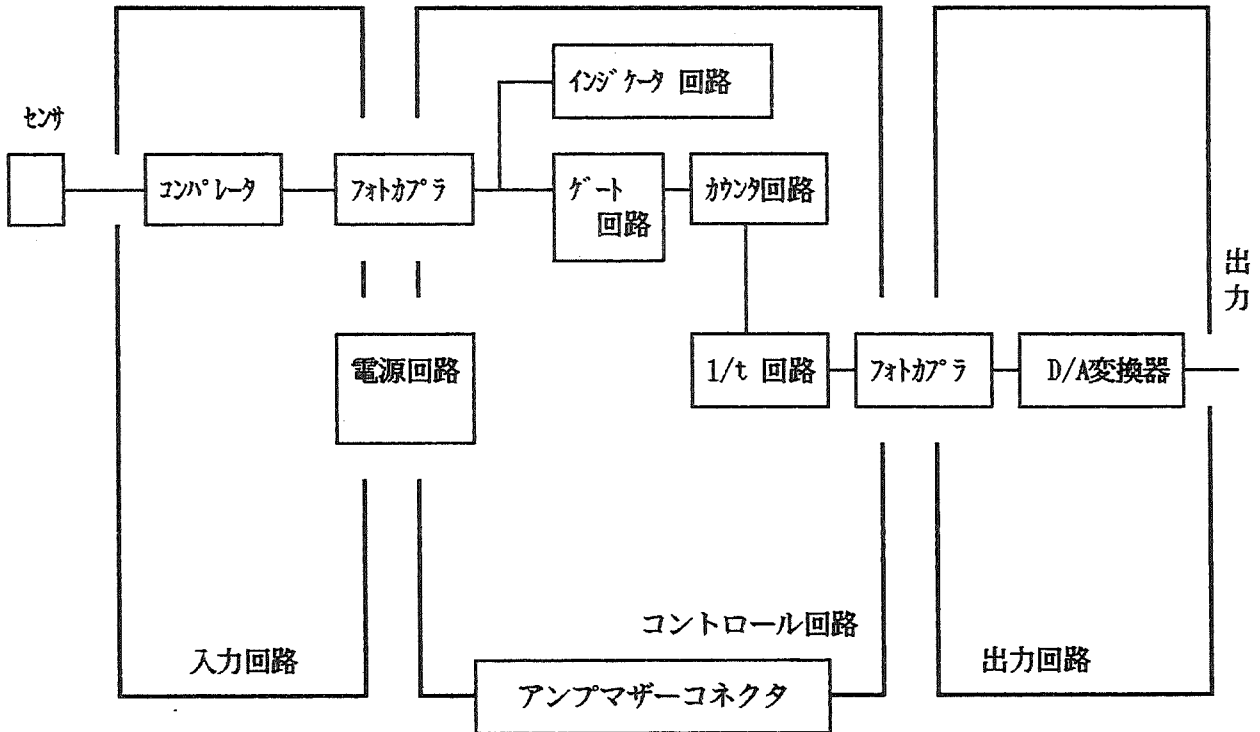 インジケータ 回路
センサ
コンパレータ
フォトカプラ
ゲート
回路
カウンタ回路
出
力
電源回路
1/t 回路
フォトカプラ
D/A変換器
コントロール回路
入力回路
出力回路
アンプマザーコネクタ